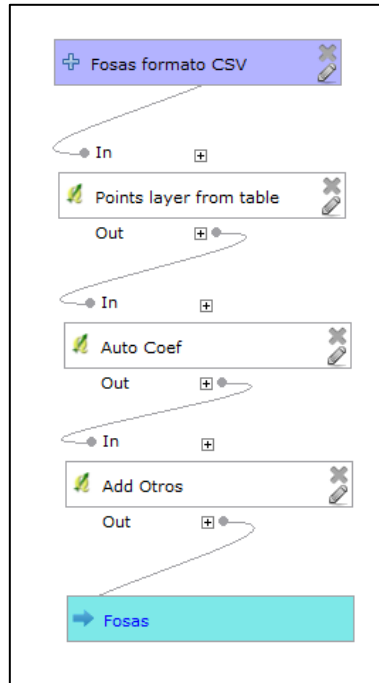 Fosas formato CSV
In
Points layer from table
Out
In
Auto Coef
Out
In
Add Otros
Out
Fosas